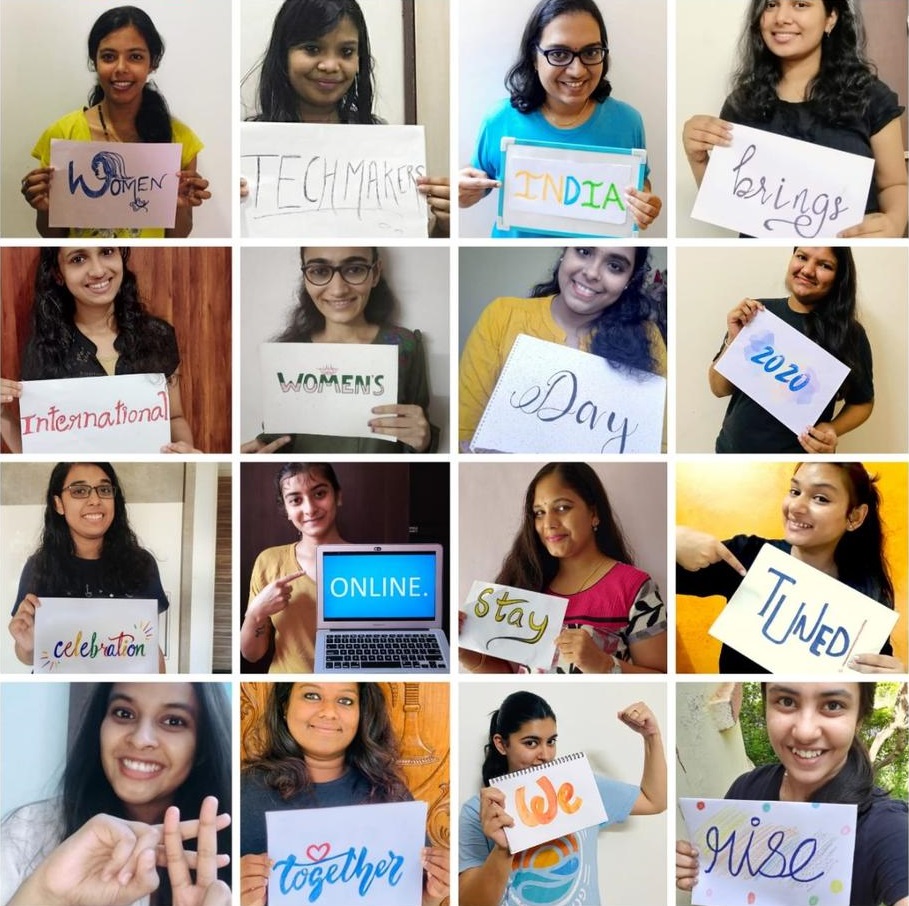 Women
TECHMAKERS
INDIA
brings
International
WOMEN'S
Day
2020
celebration
ONLINE.
Stay
TUNED!
together
We
rise